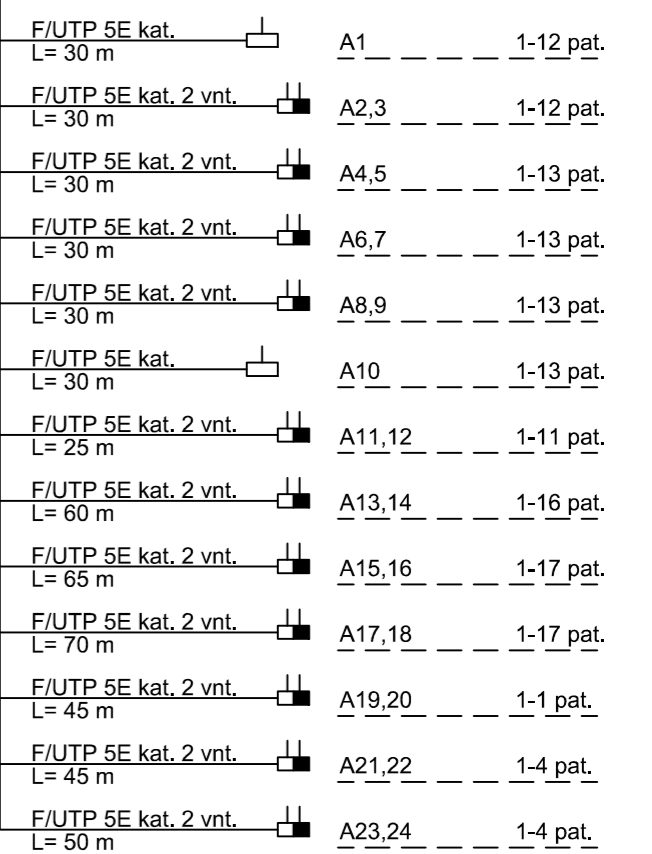 F/UTP 5E kat.
L= 30 m
A1 1-12 pat.
F/UTP 5E kat. 2 vnt.
L= 30 m
A2,3 1-12 pat.
F/UTP 5E kat. 2 vnt.
L= 30 m
A4,5 1-13 pat.
F/UTP 5E kat. 2 vnt.
L= 30 m
A6,7 1-13 pat.
F/UTP 5E kat. 2 vnt.
L= 30 m
A8,9 1-13 pat.
F/UTP 5E kat.
L= 30 m
A10 1-13 pat.
F/UTP 5E kat. 2 vnt.
L= 25 m
A11,12 1-11 pat.
F/UTP 5E kat. 2 vnt.
L= 60 m
A13,14 1-16 pat.
F/UTP 5E kat. 2 vnt.
L= 65 m
A15,16 1-17 pat.
F/UTP 5E kat. 2 vnt.
L= 70 m
A17,18 1-17 pat.
F/UTP 5E kat. 2 vnt.
L= 45 m
A19,20 1-1 pat.
F/UTP 5E kat. 2 vnt.
L= 45 m
A21,22 1-4 pat.
F/UTP 5E kat. 2 vnt.
L= 50 m
A23,24 1-4 pat.